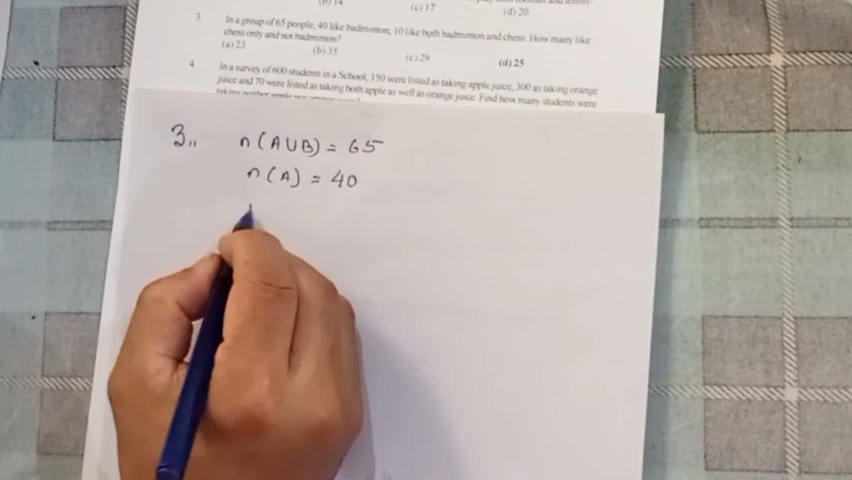 (b) 14 (c) 17 (d) 20
3. In a group of 65 people, 40 like badminton, 10 like both badminton and chess. How many like
chess only and not badminton?
(a) 23 (b) 35 (c) 29 (d) 25
4. In a survey of 600 students in a School, 150 were listed as taking apple juice, 300 as taking orange
juice and 70 were listed as taking both apple as well as orange juice. Find how many students were
3,, n(A∪B) = 65
n(A) = 40